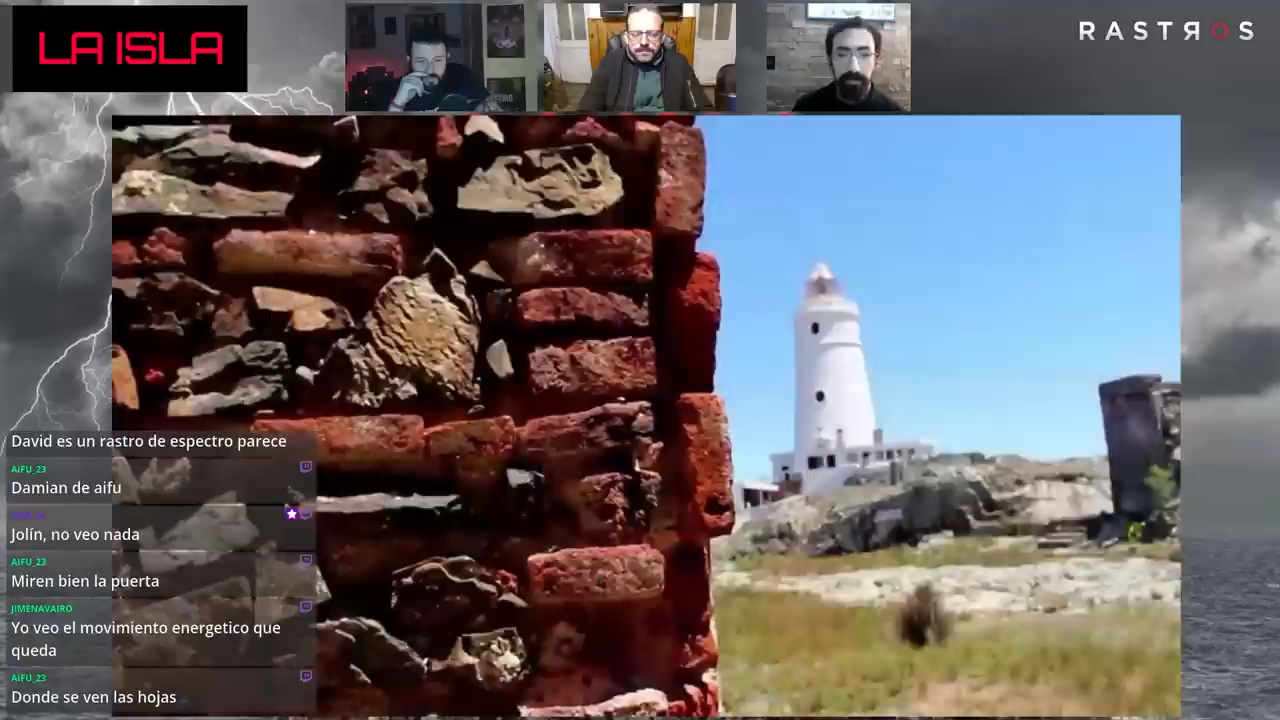 LA ISLA
RASTЯOS
David es un rastro de espectro parece
AIFU_23
Damian de aifu
Jolín, no veo nada
AIFU_23
Miren bien la puerta
JIMENAVAIRO
Yo veo el movimiento energetico que
queda
AIFU_23
Donde se ven las hojas